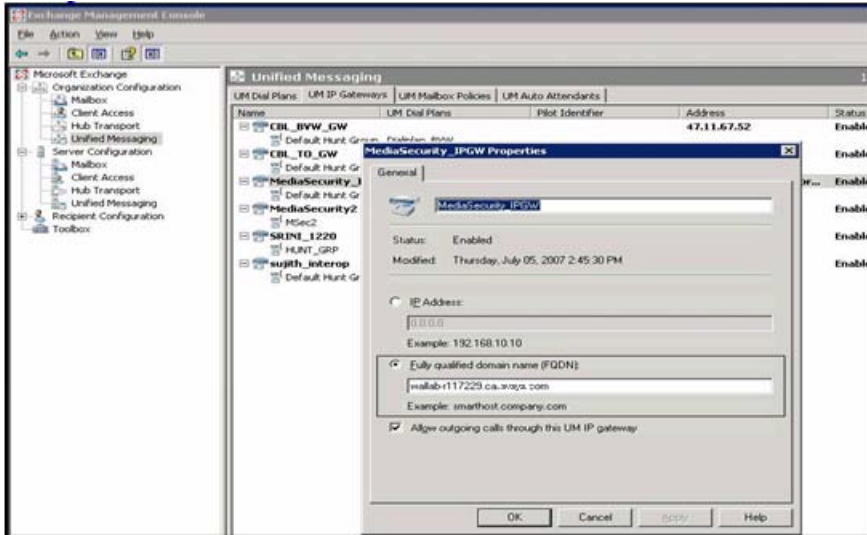 Exchange Management Console
File Action View Help
Microsoft Exchange
Organization Configuration
Mailbox
Client Access
Hub Transport
Unified Messaging
Server Configuration
Mailbox
Client Access
Hub Transport
Unified Messaging
Recipient Configuration
Toolbox
Unified Messaging
UM Dial Plans UM IP Gateways UM Mailbox Policies UM Auto Attendants
Name UM Dial Plans Pilot Identifier Address Status
CBL_BVW_GW 47.11.67.52 Enable
Default Hunt Group
CBL_TO_GW Enable
Default Hunt Gr
MediaSecurity_I or... Enable
Default Hunt Gr
MediaSecurity2 Enable
MSec2
SRINI_1220 Enable
HUNT_GRP
sujith_interop Enable
Default Hunt Gr
MediaSecurity_IPGW Properties
General
MediaSecurity_IPGW
Status: Enabled
Modified: Thursday, July 05, 2007 2:45:30 PM
IP Address:
0.0.0.0
Example: 192.168.10.10
Fully qualified domain name (FQDN):
Example: smarthost.company.com
Allow outgoing calls through this UM IP gateway
OK Cancel Apply Help